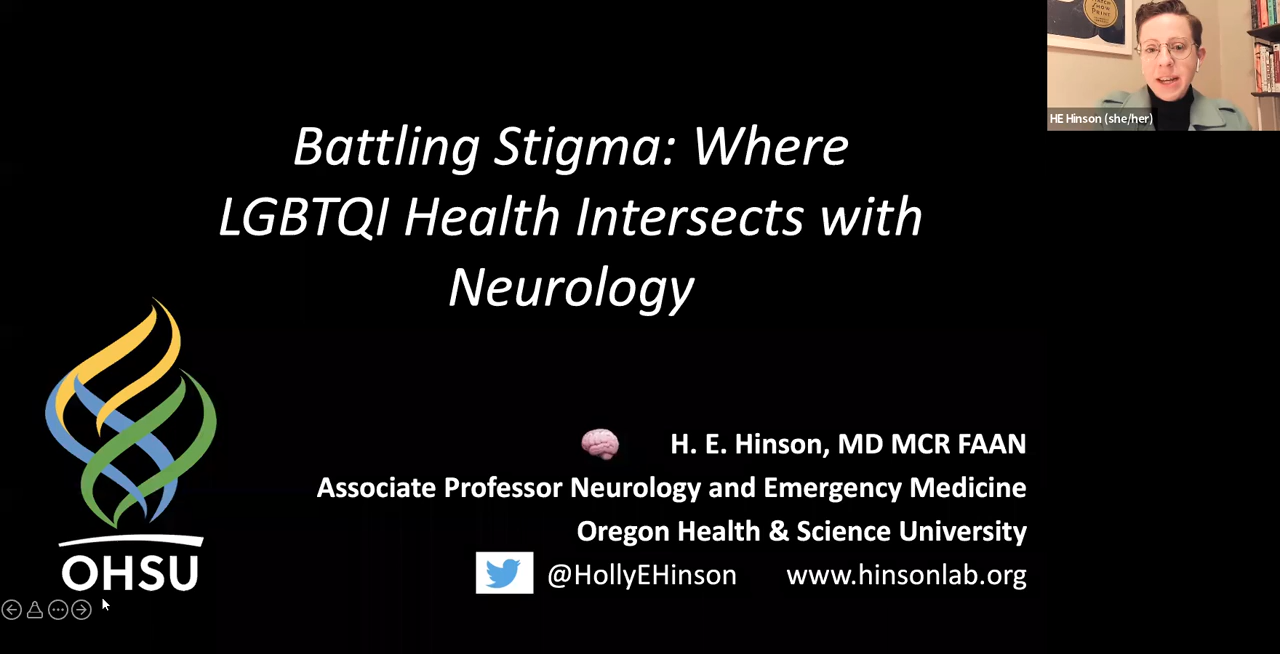 HE Hinson (she/her)
Battling Stigma: Where
LGBTQI Health Intersects with
Neurology
H. E. Hinson, MD MCR FAAN
Associate Professor Neurology and Emergency Medicine
Oregon Health & Science University
@HollyEHinson www.hinsonlab.org
OHSU